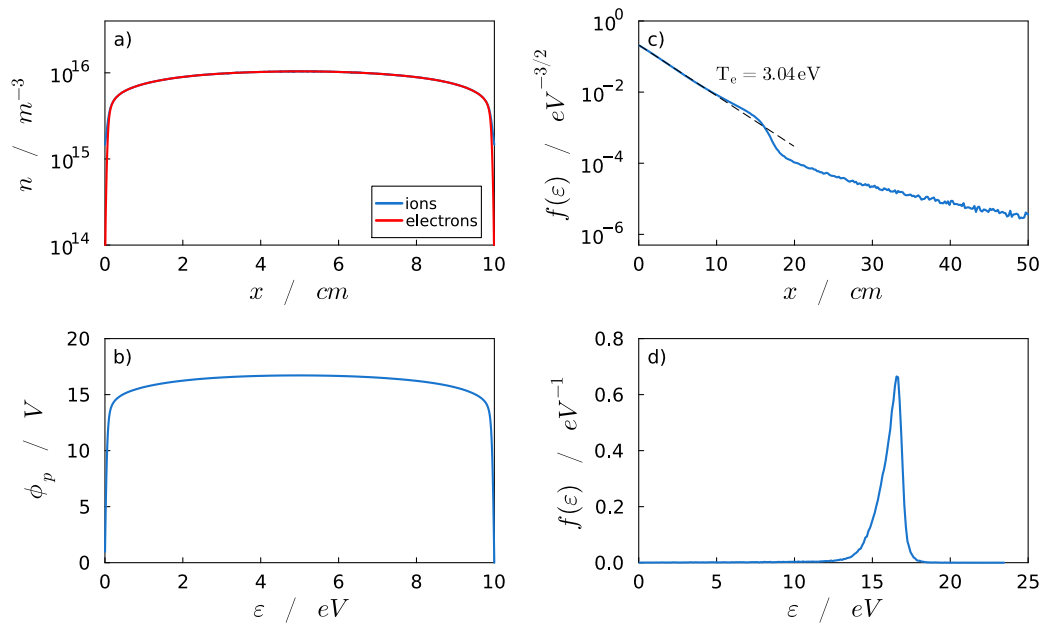 a)
10^16
10^15
10^14
n / m^−3
ions
electrons
0 2 4 6 8 10
x / cm
c)
10^0
10^−2
10^−4
10^−6
f(ε) / eV^−3/2
T_e = 3.04 eV
0 10 20 30 40 50
x / cm
b)
20
15
10
5
0
ϕ_p / V
0 2 4 6 8 10
ε / eV
d)
0.8
0.6
0.4
0.2
0.0
f(ε) / eV^−1
0 5 10 15 20 25
ε / eV